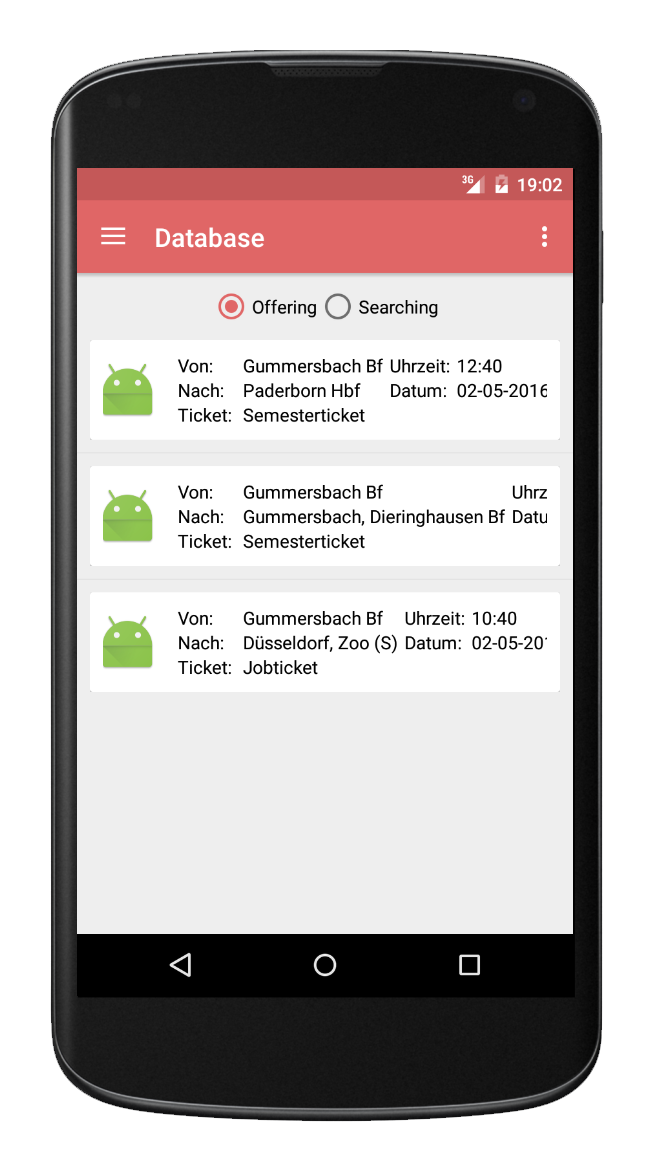 3G 19:02
Database
Offering Searching
Von: Gummersbach Bf Uhrzeit: 12:40
Nach: Paderborn Hbf Datum: 02-05-2016
Ticket: Semesterticket
Von: Gummersbach Bf Uhrz
Nach: Gummersbach, Dieringhausen Bf Datu
Ticket: Semesterticket
Von: Gummersbach Bf Uhrzeit: 10:40
Nach: Düsseldorf, Zoo (S) Datum: 02-05-201
Ticket: Jobticket